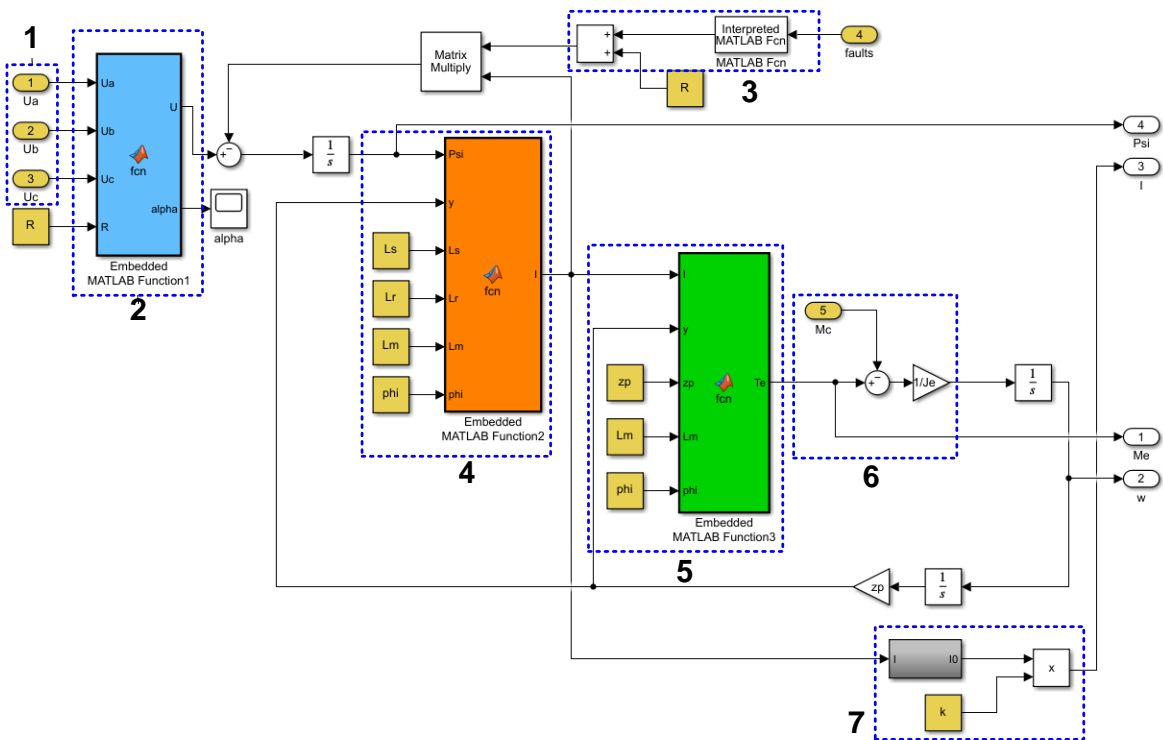 1
1
Ua
2
Ub
3
Uc
R
Ua
Ub
Uc
R
U
alpha
fcn
Embedded
MATLAB Function1
2
alpha
+
−
1
s
Matrix
Multiply
+
+
Interpreted
MATLAB Fcn
MATLAB Fcn
4
faults
R
3
Psi
y
Ls
Lr
Lm
phi
I
fcn
Ls
Lr
Lm
phi
Embedded
MATLAB Function2
4
I
y
zp
Lm
phi
Te
fcn
zp
Lm
phi
Embedded
MATLAB Function3
5
5
Mc
+
−
1/Je
6
1
s
4
Psi
3
I
1
Me
2
w
zp
1
s
I
I0
k
x
7